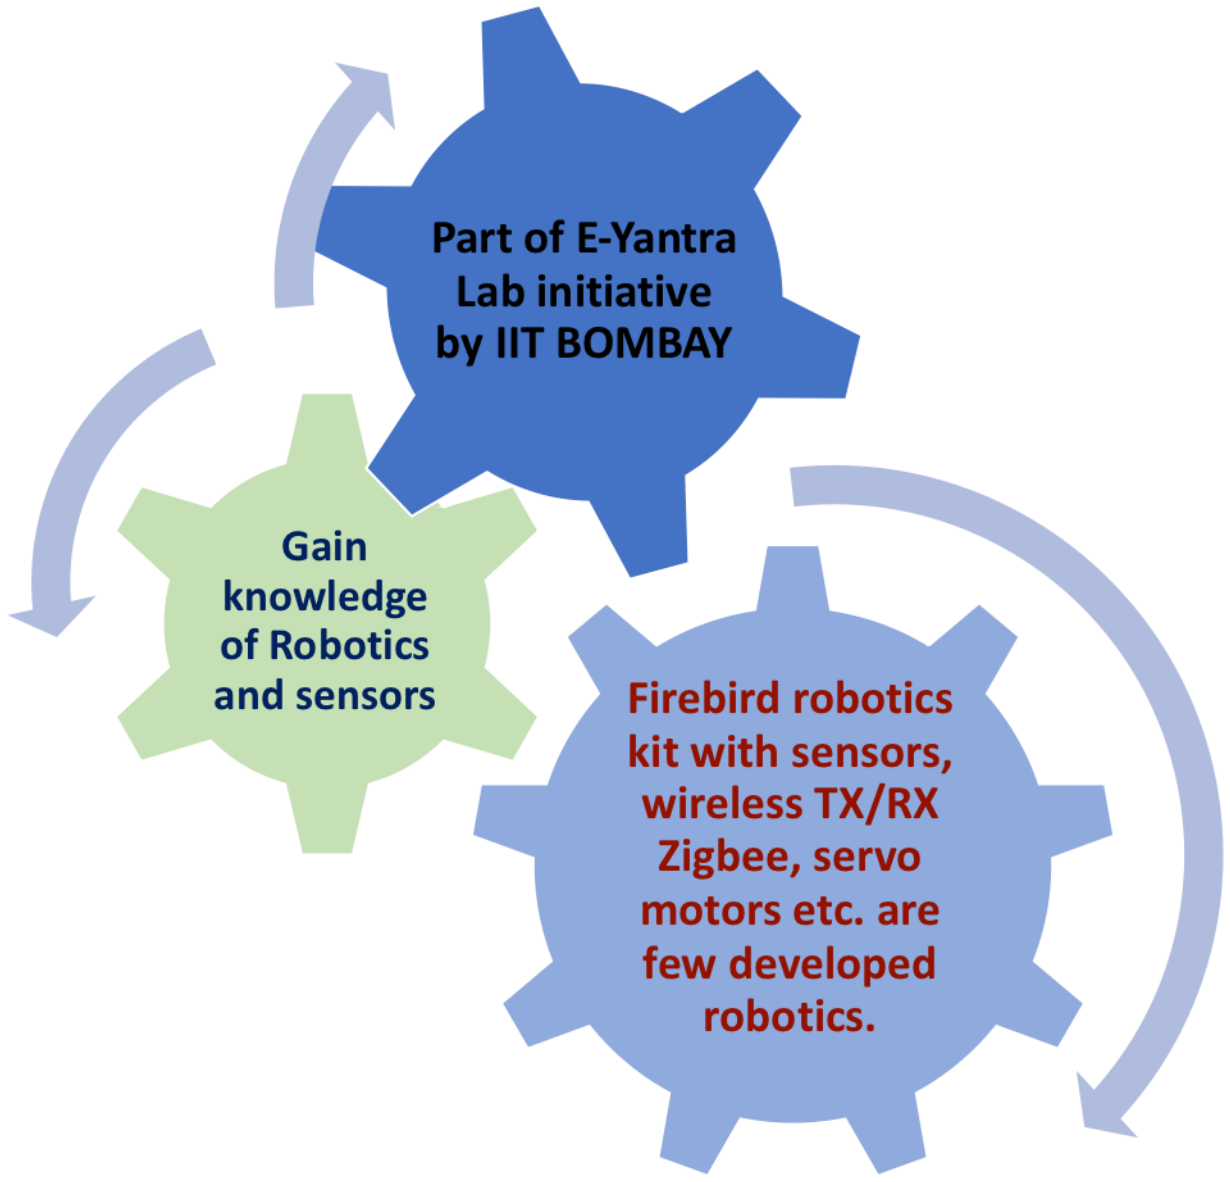 Part of E-Yantra
Lab initiative
by IIT BOMBAY
Gain
knowledge
of Robotics
and sensors
Firebird robotics
kit with sensors,
wireless TX/RX
Zigbee, servo
motors etc. are
few developed
robotics.